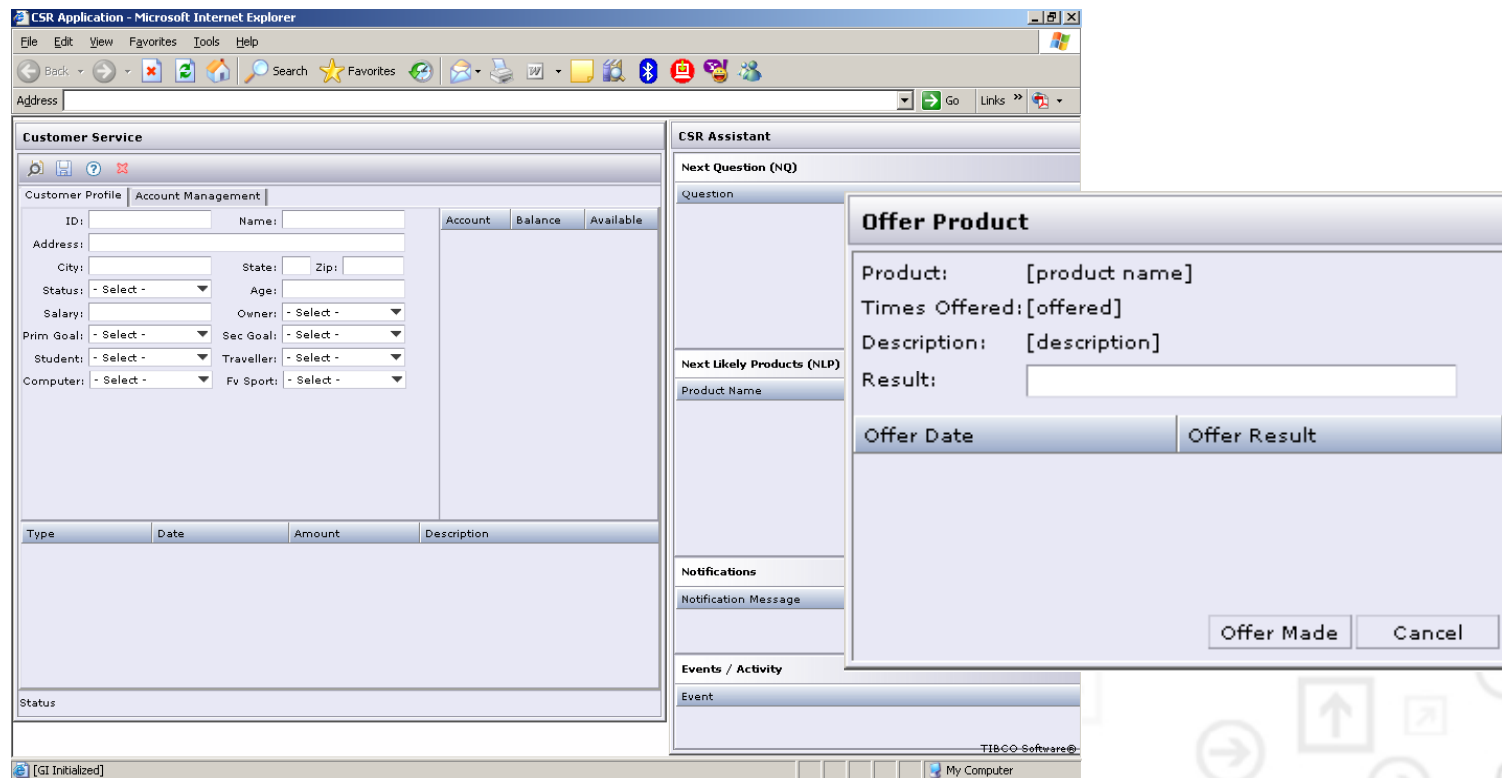 CSR Application - Microsoft Internet Explorer
File Edit View Favorites Tools Help
Back Search Favorites
Address Go Links »
Customer Service
Customer Profile Account Management
ID: Name:
Address:
City: State: Zip:
Status: - Select - Age:
Salary: Owner: - Select -
Prim Goal: - Select - Sec Goal: - Select -
Student: - Select - Traveller: - Select -
Computer: - Select - Fv Sport: - Select -
Account Balance Available
Type Date Amount Description
Status
CSR Assistant
Next Question (NQ)
Question
Next Likely Products (NLP)
Product Name
Notifications
Notification Message
Events / Activity
Event
TIBCO Software®
Offer Product
Product: [product name]
Times Offered: [offered]
Description: [description]
Result:
Offer Date Offer Result
Offer Made Cancel
[GI Initialized] My Computer